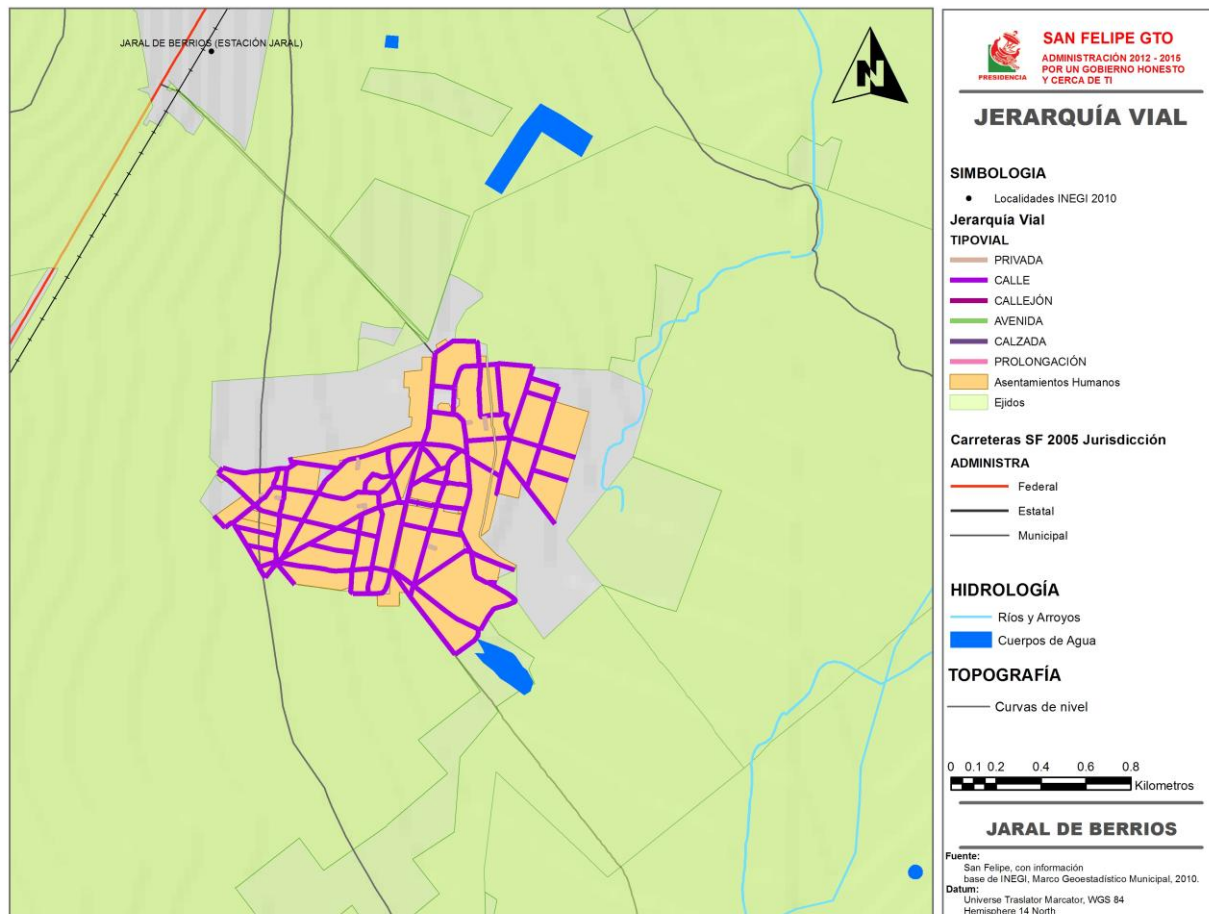 JARAL DE BERRIOS (ESTACIÓN JARAL)
N
PRESIDENCIA
SAN FELIPE GTO
ADMINISTRACIÓN 2012 - 2015
POR UN GOBIERNO HONESTO
Y CERCA DE TI
JERARQUÍA VIAL
SIMBOLOGIA
Localidades INEGI 2010
Jerarquía Vial
TIPOVIAL
PRIVADA
CALLE
CALLEJÓN
AVENIDA
CALZADA
PROLONGACIÓN
Asentamientos Humanos
Ejidos
Carreteras SF 2005 Jurisdicción
ADMINISTRA
Federal
Estatal
Municipal
HIDROLOGÍA
Ríos y Arroyos
Cuerpos de Agua
TOPOGRAFÍA
Curvas de nivel
0 0.1 0.2 0.4 0.6 0.8
Kilometros
JARAL DE BERRIOS
Fuente:
San Felipe, con información
base de INEGI, Marco Geoestadístico Municipal, 2010.
Datum:
Universe Traslator Marcator, WGS 84
Hemisphere 14 North